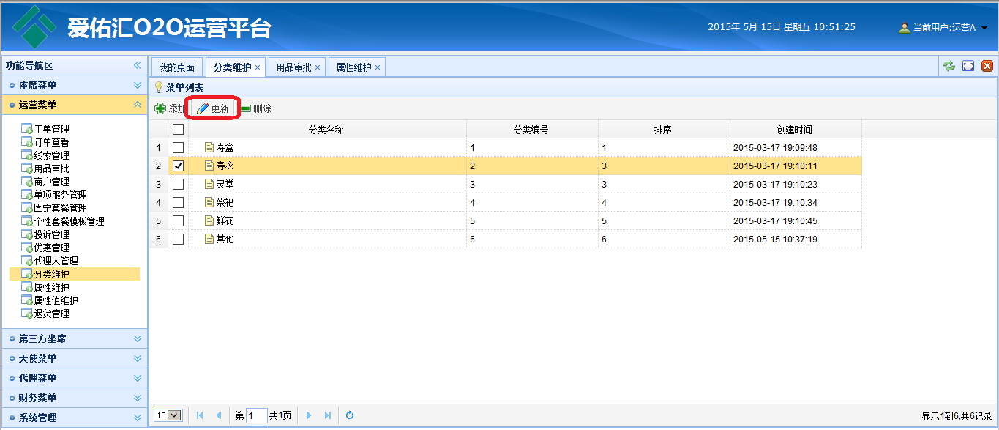 爱佑汇O2O运营平台
2015年 5月 15日 星期五 10:51:25
当前用户:运营A
功能导航区
座席菜单
运营菜单
工单管理
订单查看
线索管理
用品审批
商户管理
单项服务管理
固定套餐管理
个性套餐模板管理
投诉管理
优惠管理
代理人管理
分类维护
属性维护
属性值维护
退货管理
第三方坐席
天使菜单
代理菜单
财务菜单
系统管理
我的桌面 分类维护 × 用品审批 × 属性维护 ×
菜单列表
添加 更新 删除
分类名称 分类编号 排序 创建时间
1 寿盒 1 1 2015-03-17 19:09:48
2 寿衣 2 3 2015-03-17 19:10:11
3 灵堂 3 3 2015-03-17 19:10:23
4 祭祀 4 4 2015-03-17 19:10:34
5 鲜花 5 5 2015-03-17 19:10:45
6 其他 6 6 2015-05-15 10:37:19
10 第 1 共1页 显示1到6,共6记录